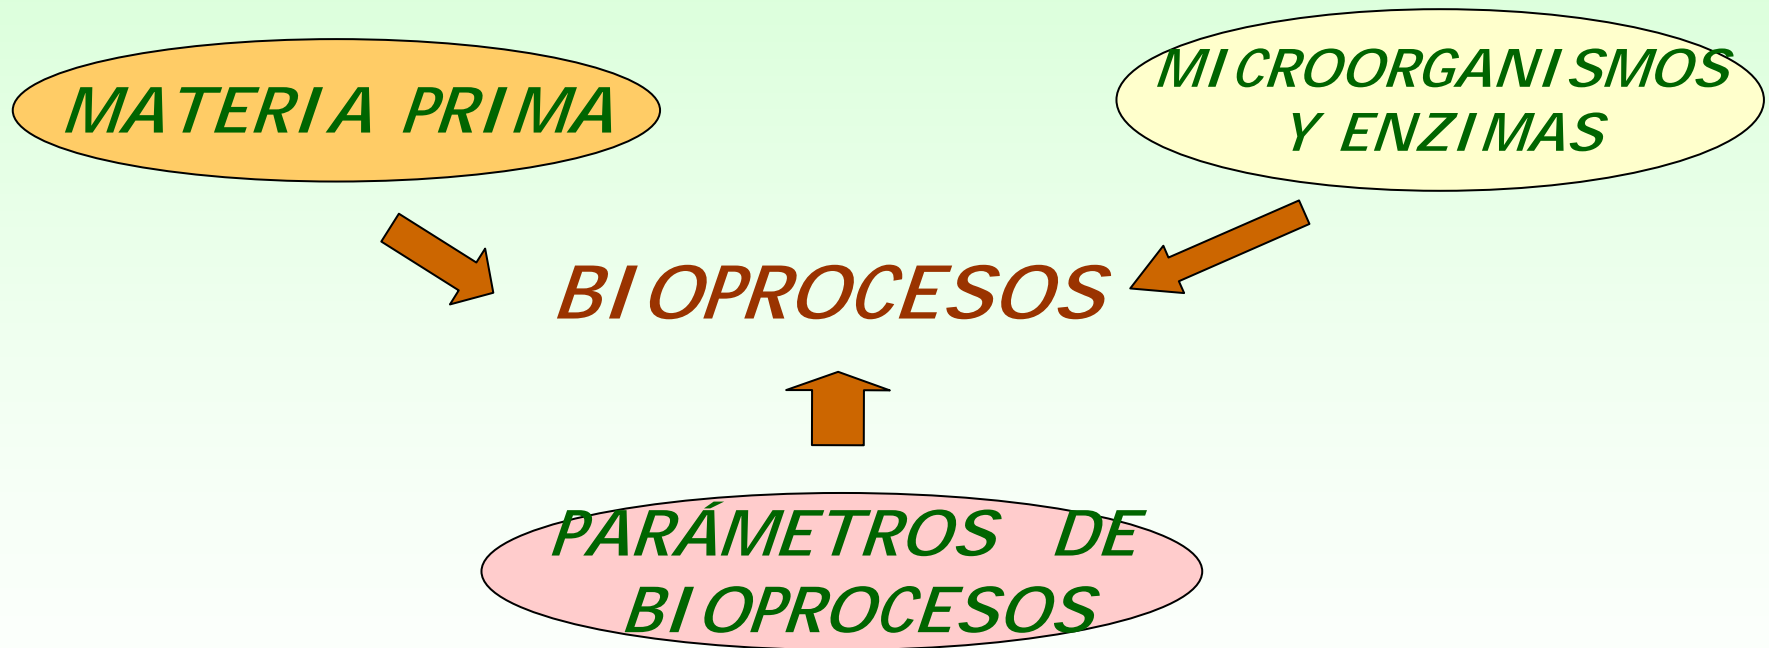 MATERIA PRIMA
MICROORGANISMOS
Y ENZIMAS
BIOPROCESOS
PARÁMETROS DE
BIOPROCESOS